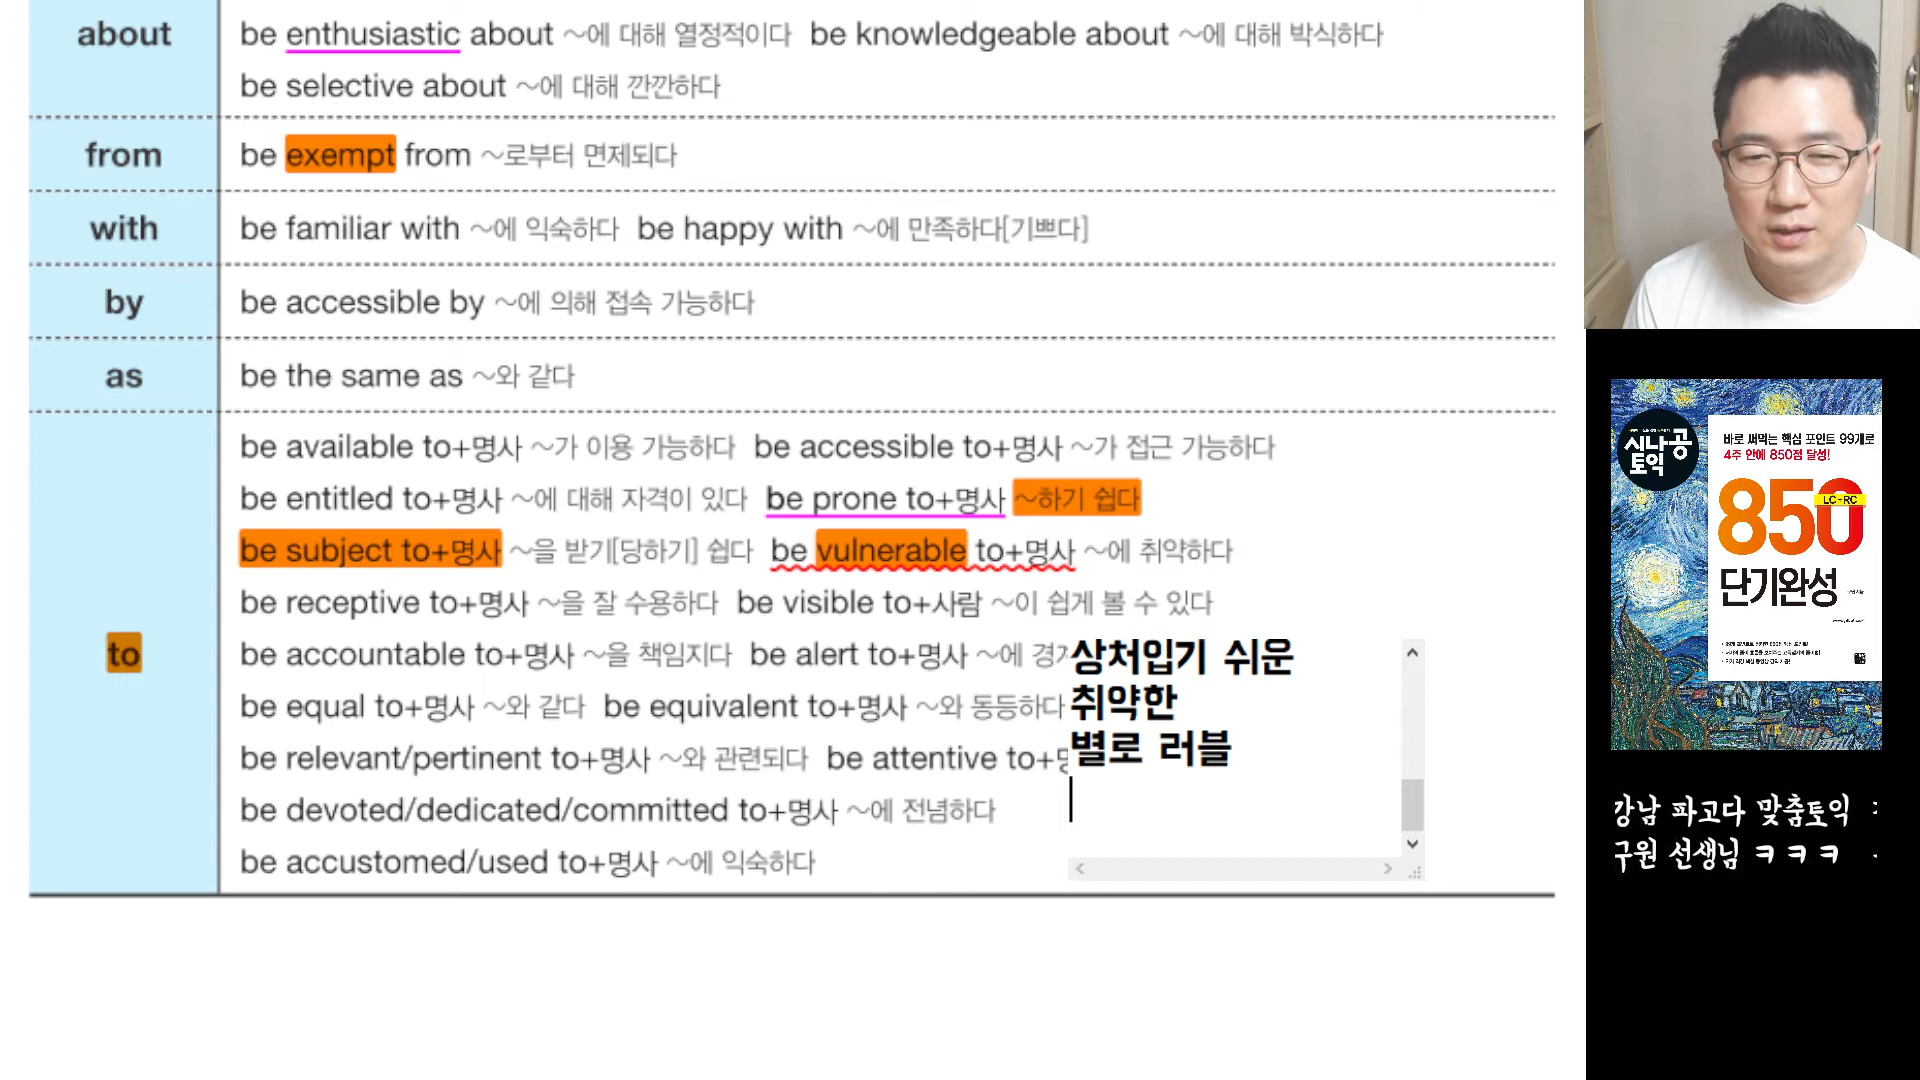 about
be enthusiastic about ~에 대해 열정적이다 be knowledgeable about ~에 대해 박식하다
be selective about ~에 대해 깐깐하다
from
be exempt from ~로부터 면제되다
with
be familiar with ~에 익숙하다 be happy with ~에 만족하다[기쁘다]
by
be accessible by ~에 의해 접속 가능하다
as
be the same as ~와 같다
to
be available to+명사 ~가 이용 가능하다 be accessible to+명사 ~가 접근 가능하다
be entitled to+명사 ~에 대해 자격이 있다 be prone to+명사 ~하기 쉽다
be subject to+명사 ~을 받기[당하기] 쉽다 be vulnerable to+명사 ~에 취약하다
be receptive to+명사 ~을 잘 수용하다 be visible to+사람 ~이 쉽게 볼 수 있다
be accountable to+명사 ~을 책임지다 be alert to+명사 ~에
be equal to+명사 ~와 같다 be equivalent to+명사 ~와 동등하다
be relevant/pertinent to+명사 ~와 관련되다 be attentive to+
be devoted/dedicated/committed to+명사 ~에 전념하다
be accustomed/used to+명사 ~에 익숙하다
상처입기 쉬운
취약한
별로 러블
시나공
토익
바로 써먹는 핵심 포인트 99개로
4주 안에 850점 달성!
850
LC+RC
단기완성
강남 파고다 맞춤토익
구원 선생님 ㅋㅋㅋ